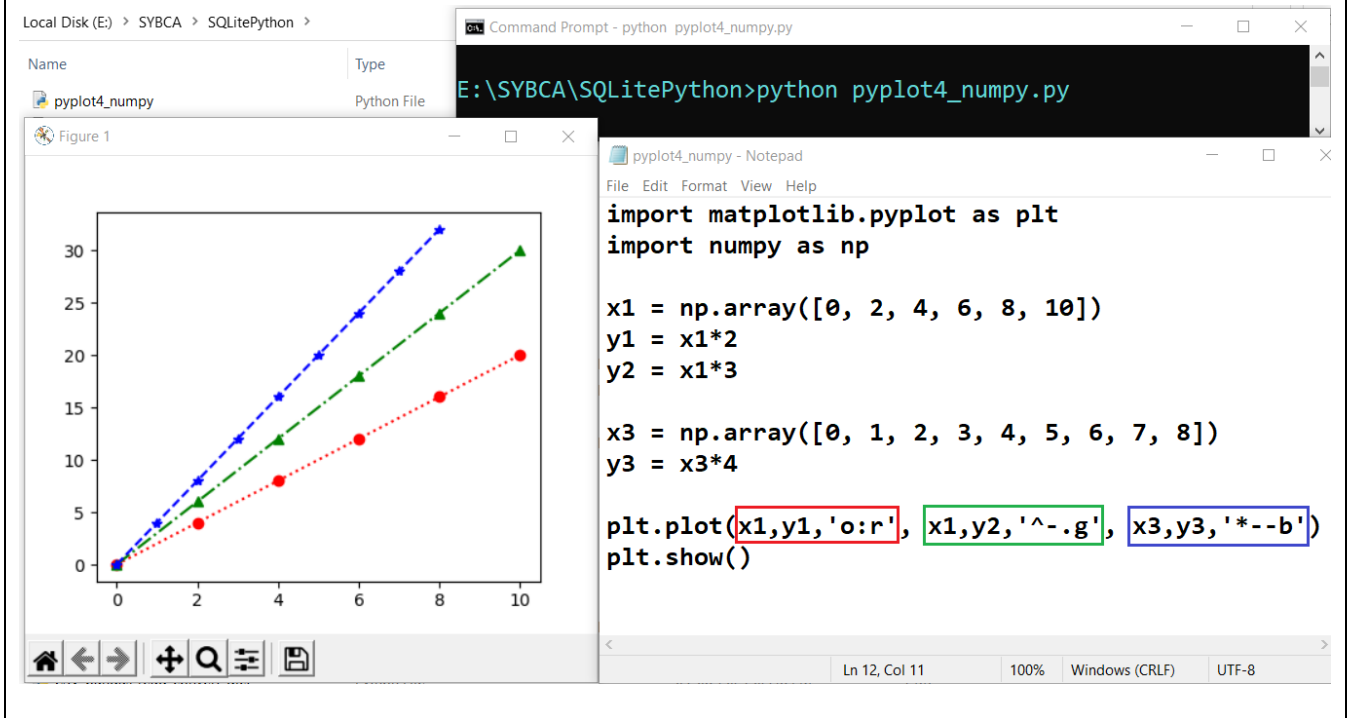 Local Disk (E:) > SYBCA > SQLitePython >
Name Type
pyplot4_numpy Python File
Command Prompt - python pyplot4_numpy.py
E:\SYBCA\SQLitePython>python pyplot4_numpy.py
Figure 1
30
25
20
15
10
5
0
0 2 4 6 8 10
pyplot4_numpy - Notepad
File Edit Format View Help
import matplotlib.pyplot as plt
import numpy as np
x1 = np.array([0, 2, 4, 6, 8, 10])
y1 = x1*2
y2 = x1*3
x3 = np.array([0, 1, 2, 3, 4, 5, 6, 7, 8])
y3 = x3*4
plt.plot(x1,y1,'o:r', x1,y2,'^-.g', x3,y3,'*--b')
plt.show()
Ln 12, Col 11 100% Windows (CRLF) UTF-8